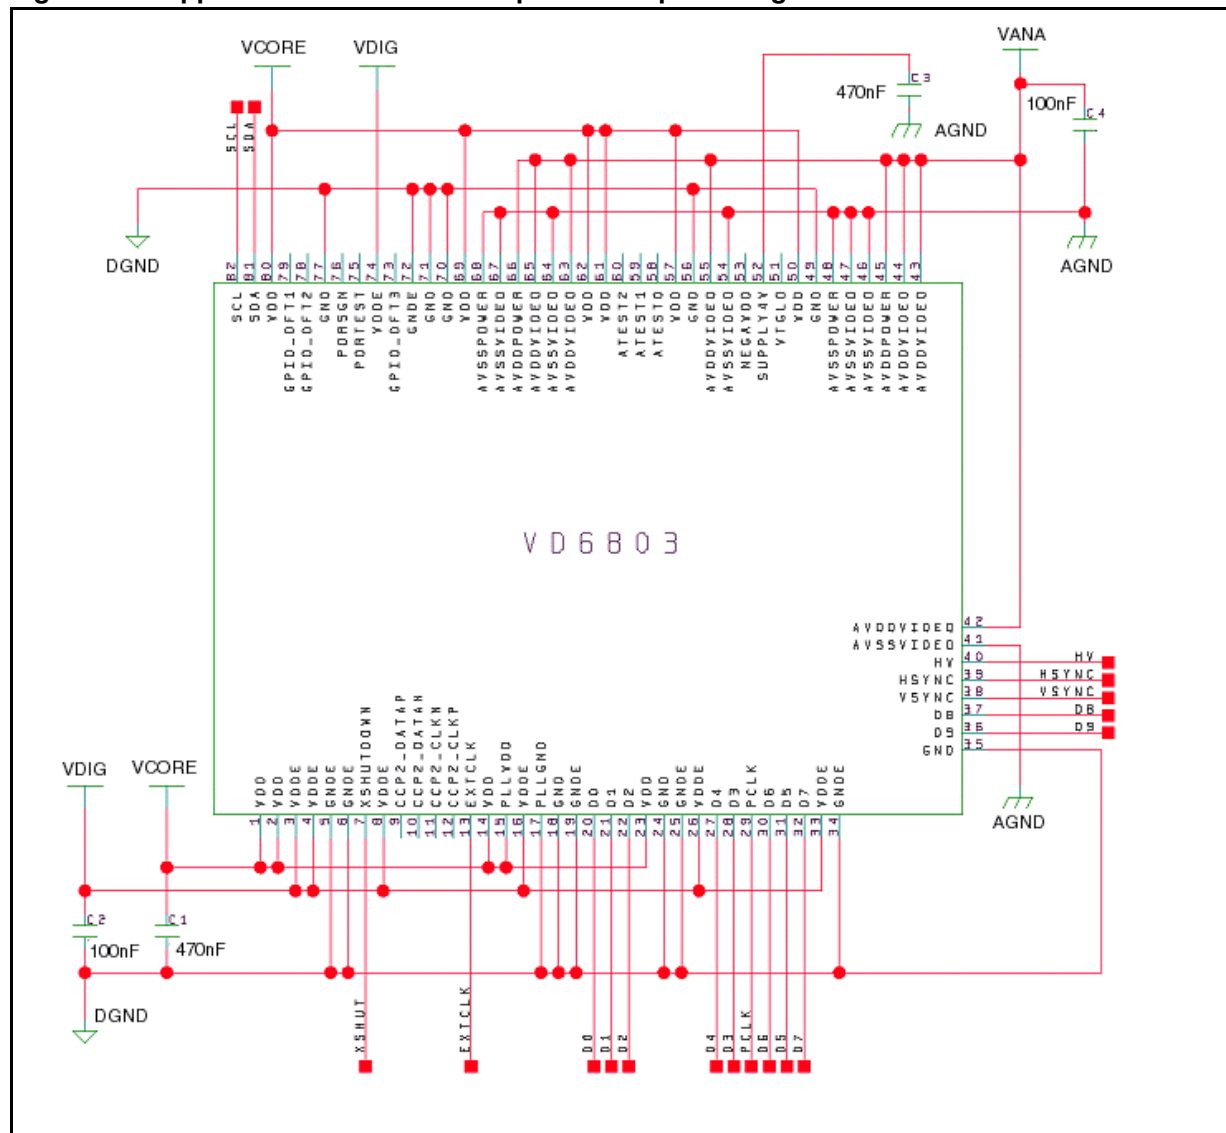 VCORE
VDIG
VANA
C3
470nF
AGND
100nF
C4
SCL
SDA
DGND
AGND
82 SCL
81 SDA
80 VDD
79 GPIO_DFT1
78 GPIO_DFT2
77 GND
76 PORSGN
75 PORTEST
74 VDDE
73 GPIO_DFT3
72 GNDE
71 GND
70 GND
69 VDD
68 AVSSPOWER
67 AVSSVIDEO
66 AVDDPOWER
65 AVDDVIDEO
64 AVSSVIDEO
63 AVDDVIDEO
62 VDD
61 VDD
60 ATEST2
59 ATEST1
58 ATEST0
57 VDD
56 GND
55 AVDDVIDEO
54 AVSSVIDEO
53 NEGAVDD
52 SUPPLY4V
51 VTGLO
50 VDD
49 GND
48 AVSSPOWER
47 AVSSVIDEO
46 AVSSVIDEO
45 AVDDPOWER
44 AVDDVIDEO
43 AVDDVIDEO
VD6803
AVDDVIDEO 42
AVSSVIDEO 41
HV 40 HV
HSYNC 39 HSYNC
VSYNC 38 VSYNC
D8 37 D8
D9 36 D9
GND 35
AGND
VDIG
VCORE
1 VDD
2 VDD
3 VDDE
4 VDDE
5 GNDE
6 GNDE
7 XSHUTDOWN
8 VDDE
9 CCP2_DATAP
10 CCP2_DATAN
11 CCP2_CLKN
12 CCP2_CLKP
13 EXTCLK
14 VDD
15 PLLVDD
16 VDDE
17 PLLGND
18 GND
19 GNDE
20 D0
21 D1
22 D2
23 VDD
24 GND
25 GNDE
26 VDDE
27 D4
28 D3
29 PCLK
30 D6
31 D5
32 D7
33 VDDE
34 GNDE
C2
100nF
C1
470nF
DGND
XSHUT
EXTCLK
D0
D1
D2
D4
D3
PCLK
D6
D5
D7